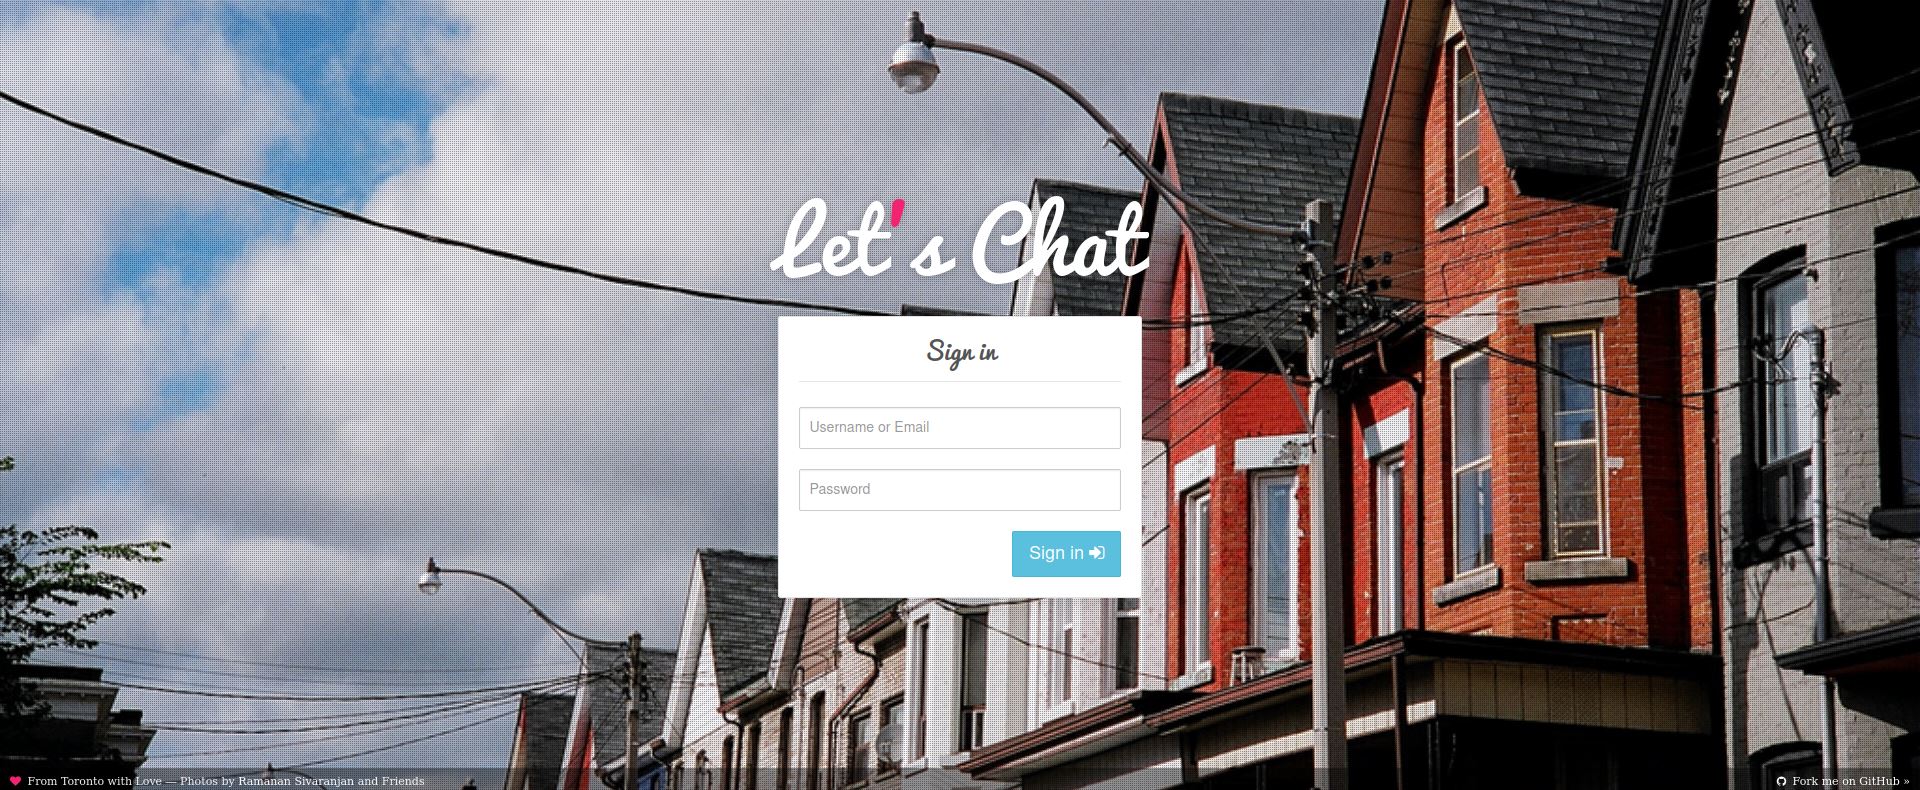 Let's Chat
Sign in
Username or Email
Password
Sign in
From Toronto with Love — Photos by Ramanan Sivaranjan and Friends
Fork me on GitHub »